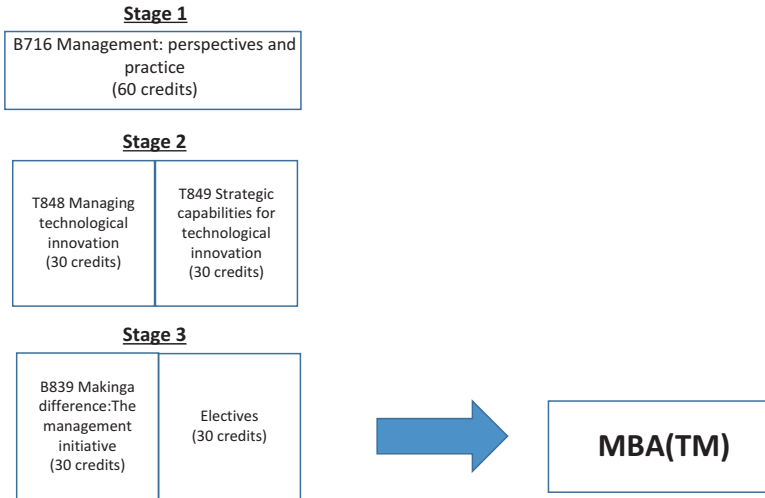 Stage 1
B716 Management: perspectives and
practice
(60 credits)
Stage 2
T848 Managing
technological
innovation
(30 credits)
T849 Strategic
capabilities for
technological
innovation
(30 credits)
Stage 3
B839 Makinga
difference:The
management
initiative
(30 credits)
Electives
(30 credits)
MBA(TM)